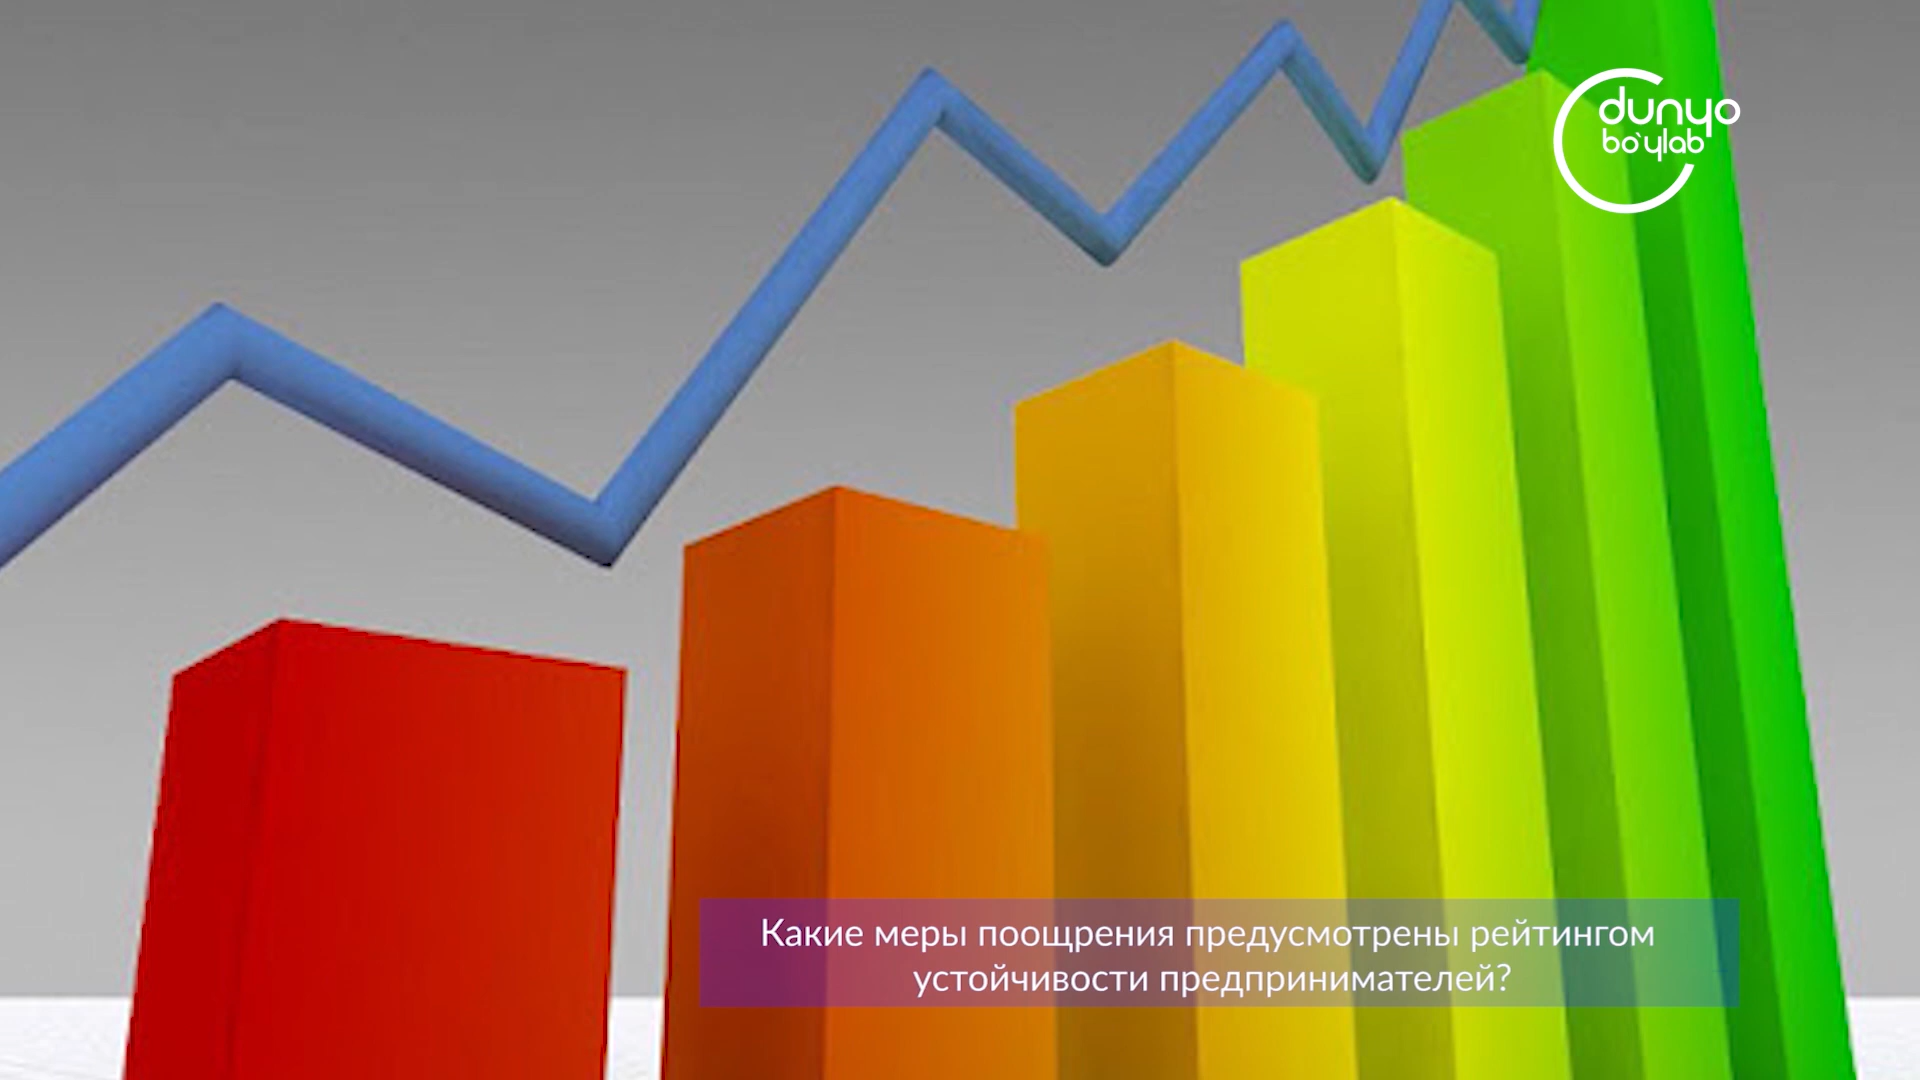 dunyo
bo'ylab
Какие меры поощрения предусмотрены рейтингом
устойчивости предпринимателей?